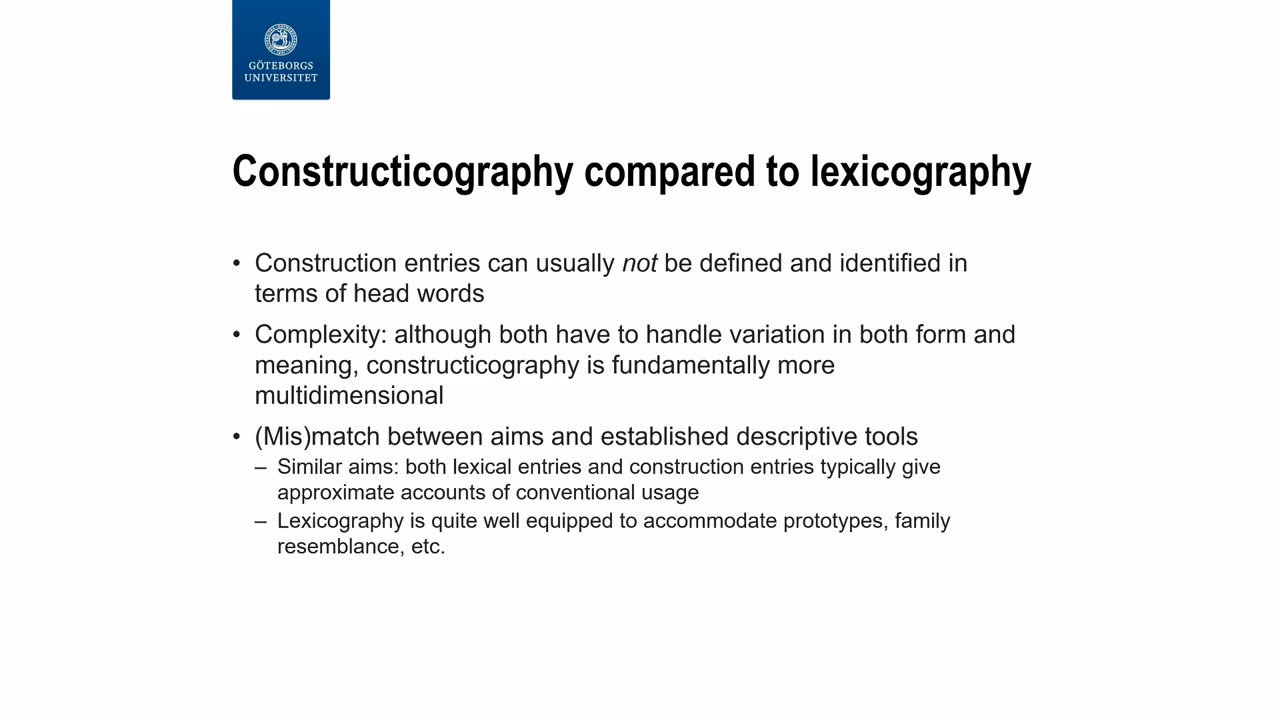 GÖTEBORGS
UNIVERSITET
Constructicography compared to lexicography
• Construction entries can usually not be defined and identified in
terms of head words
• Complexity: although both have to handle variation in both form and
meaning, constructicography is fundamentally more
multidimensional
• (Mis)match between aims and established descriptive tools
– Similar aims: both lexical entries and construction entries typically give
approximate accounts of conventional usage
– Lexicography is quite well equipped to accommodate prototypes, family
resemblance, etc.